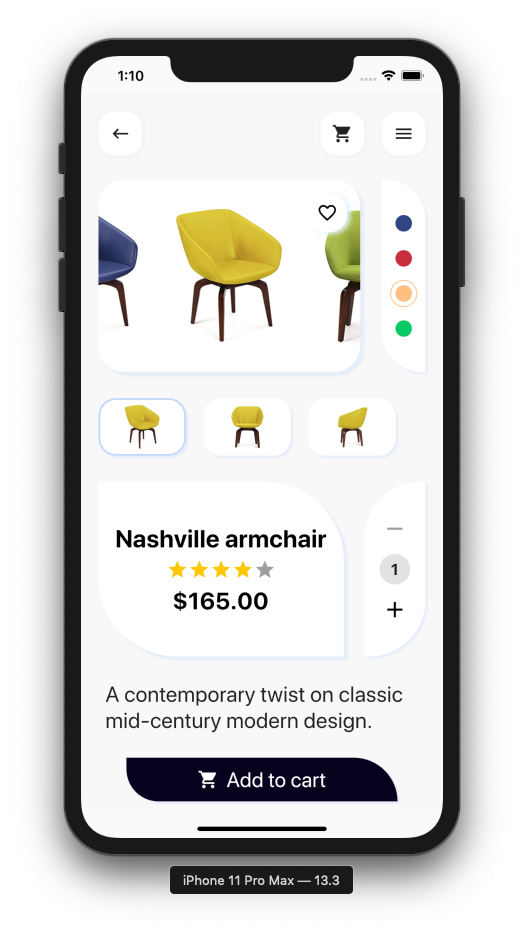 1:10
Nashville armchair
1
$165.00
A contemporary twist on classic
mid-century modern design.
Add to cart
iPhone 11 Pro Max — 13.3